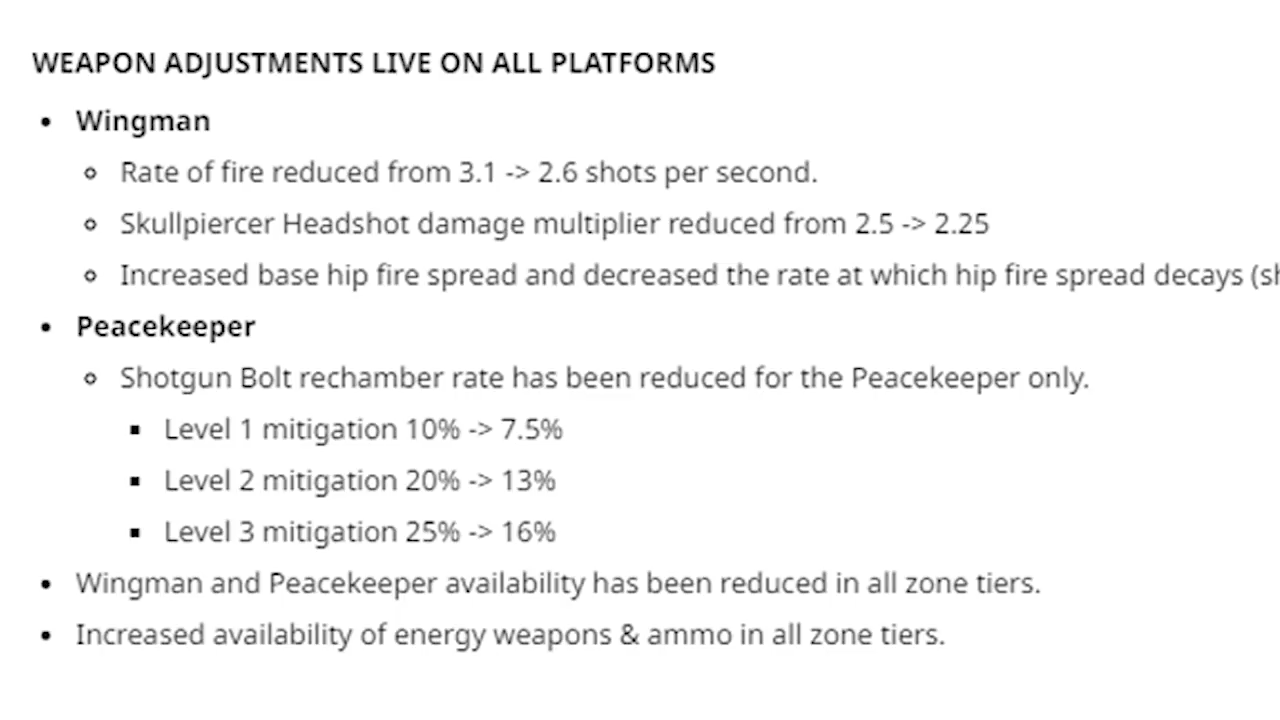 WEAPON ADJUSTMENTS LIVE ON ALL PLATFORMS
• Wingman
◦ Rate of fire reduced from 3.1 -> 2.6 shots per second.
◦ Skullpiercer Headshot damage multiplier reduced from 2.5 -> 2.25
◦ Increased base hip fire spread and decreased the rate at which hip fire spread decays
• Peacekeeper
◦ Shotgun Bolt rechamber rate has been reduced for the Peacekeeper only.
▪ Level 1 mitigation 10% -> 7.5%
▪ Level 2 mitigation 20% -> 13%
▪ Level 3 mitigation 25% -> 16%
• Wingman and Peacekeeper availability has been reduced in all zone tiers.
• Increased availability of energy weapons & ammo in all zone tiers.